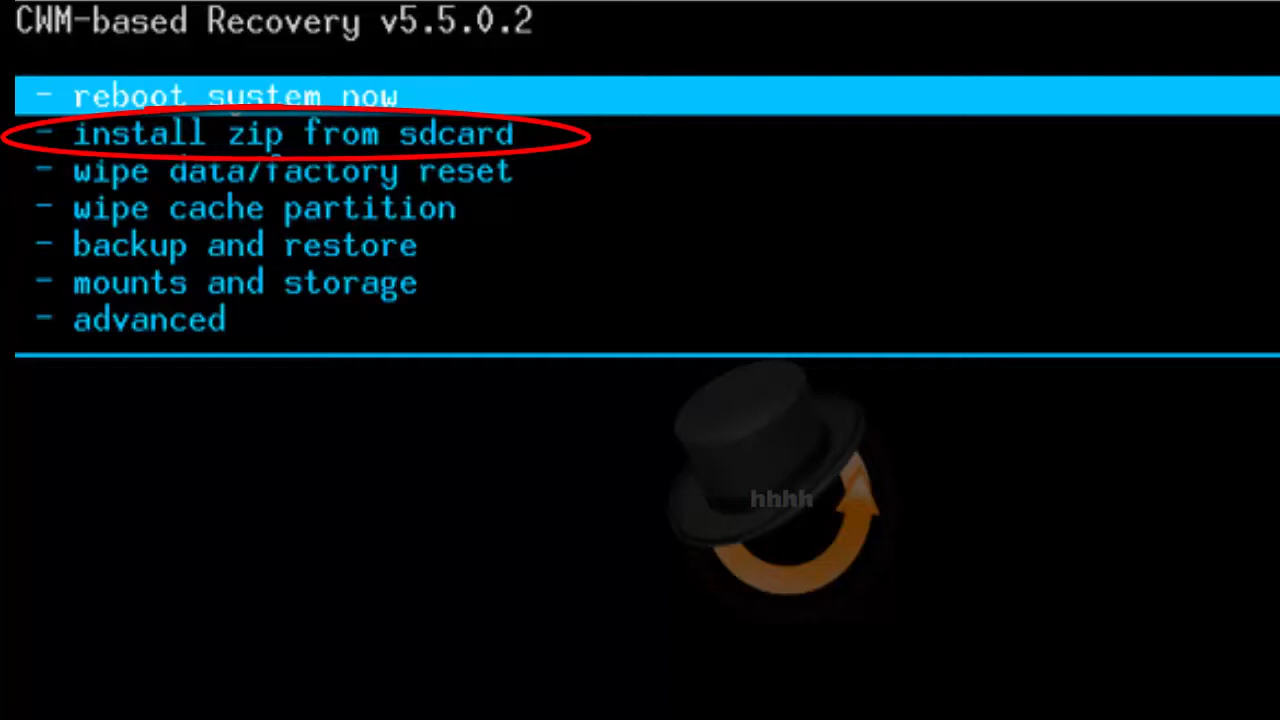 CWM-based Recovery v5.5.0.2
- reboot system now
- install zip from sdcard
- wipe data/factory reset
- wipe cache partition
- backup and restore
- mounts and storage
- advanced
hhhh